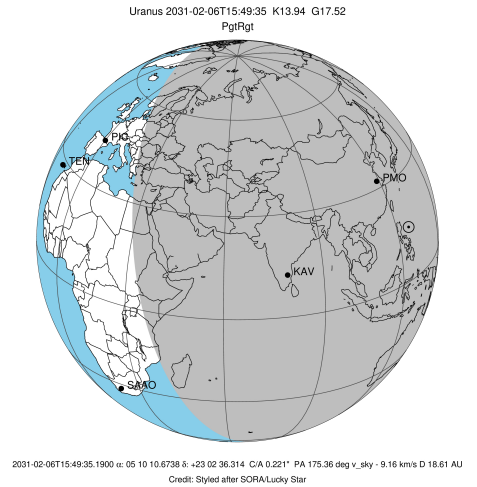 Uranus 2031-02-06T15:49:35 K13.94 G17.52
PgtRgt
PIC
TEN
PMO
KAV
SAAO
2031-02-06T15:49:35.1900 α: 05 10 10.6738 δ: +23 02 36.314 C/A 0.221" PA 175.36 deg v_sky - 9.16 km/s D 18.61 AU
Credit: Styled after SORA/Lucky Star